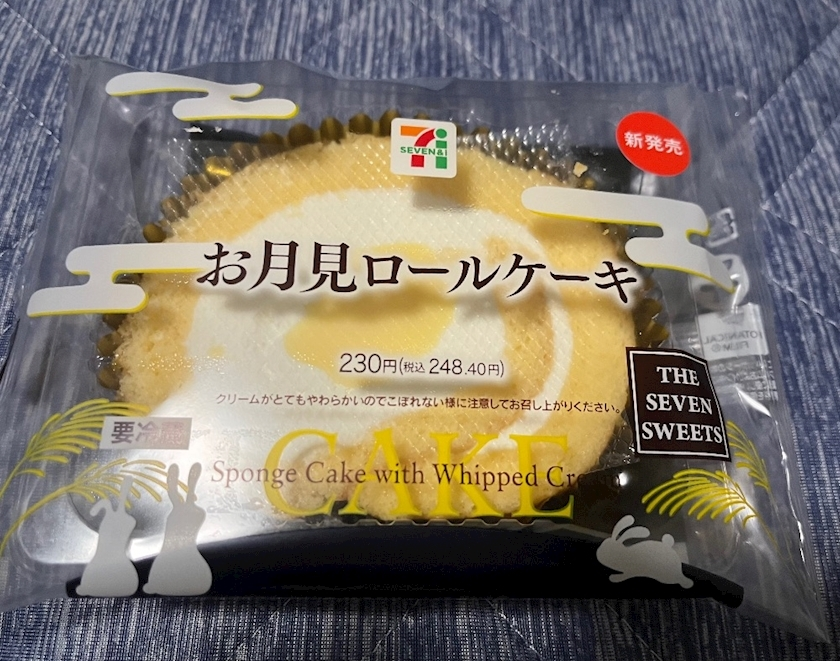 SEVEN & i
新発売
お月見ロールケーキ
230円(税込 248.40円)
クリームがとてもやわらかいのでこぼれない様に注意してお召し上がりください。
THE
SEVEN
SWEETS
要冷蔵
CAKE
Sponge Cake with Whipped